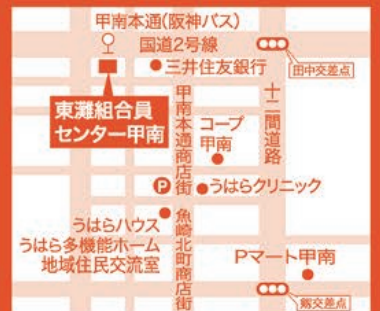 甲南本通(阪神バス)
国道2号線
三井住友銀行
田中交差点
東灘組合員
センター甲南
甲南本通商店街
コープ
甲南
十二間道路
P
うはらクリニック
うはらハウス
うはら多機能ホーム
地域住民交流室
魚崎北町商店街
Pマート甲南
剱交差点